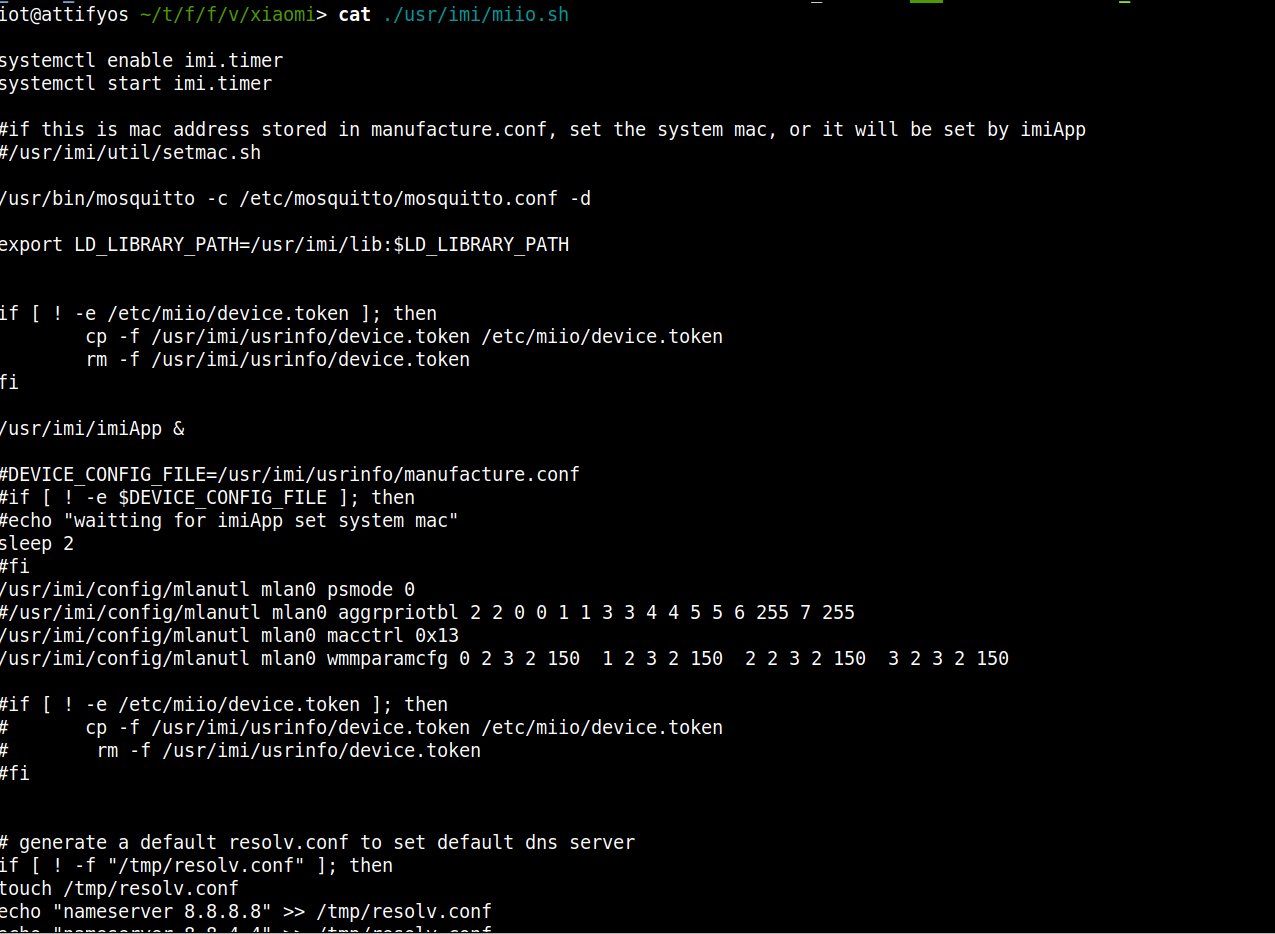 iot@attifyos ~/t/f/f/v/xiaomi> cat ./usr/imi/miio.sh
systemctl enable imi.timer
systemctl start imi.timer
#if this is mac address stored in manufacture.conf, set the system mac, or it will be set by imiApp
#/usr/imi/util/setmac.sh
/usr/bin/mosquitto -c /etc/mosquitto/mosquitto.conf -d
export LD_LIBRARY_PATH=/usr/imi/lib:$LD_LIBRARY_PATH
if [ ! -e /etc/miio/device.token ]; then
        cp -f /usr/imi/usrinfo/device.token /etc/miio/device.token
        rm -f /usr/imi/usrinfo/device.token
fi
/usr/imi/imiApp &
#DEVICE_CONFIG_FILE=/usr/imi/usrinfo/manufacture.conf
#if [ ! -e $DEVICE_CONFIG_FILE ]; then
#echo "waitting for imiApp set system mac"
sleep 2
#fi
/usr/imi/config/mlanutl mlan0 psmode 0
#/usr/imi/config/mlanutl mlan0 aggrpriotbl 2 2 0 0 1 1 3 3 4 4 5 5 6 255 7 255
/usr/imi/config/mlanutl mlan0 macctrl 0x13
/usr/imi/config/mlanutl mlan0 wmmparamcfg 0 2 3 2 150  1 2 3 2 150  2 2 3 2 150  3 2 3 2 150
#if [ ! -e /etc/miio/device.token ]; then
#       cp -f /usr/imi/usrinfo/device.token /etc/miio/device.token
#        rm -f /usr/imi/usrinfo/device.token
#fi
# generate a default resolv.conf to set default dns server
if [ ! -f "/tmp/resolv.conf" ]; then
touch /tmp/resolv.conf
echo "nameserver 8.8.8.8" >> /tmp/resolv.conf
echo "nameserver 8.8.4.4" >> /tmp/resolv.conf